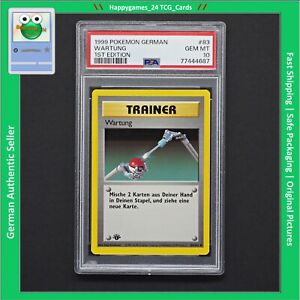 Happygames_24 TCG_Cards
1999 POKEMON GERMAN
#83
WARTUNG
GEM MT
1ST EDITION
10
PSA
77444687
TRAINER
Wartung
Mische 2 Karten aus Deiner Hand
in Deinen Stapel, und ziehe eine
neue Karte.
German Authentic Seller
Fast Shipping | Safe Packaging | Original Pictures